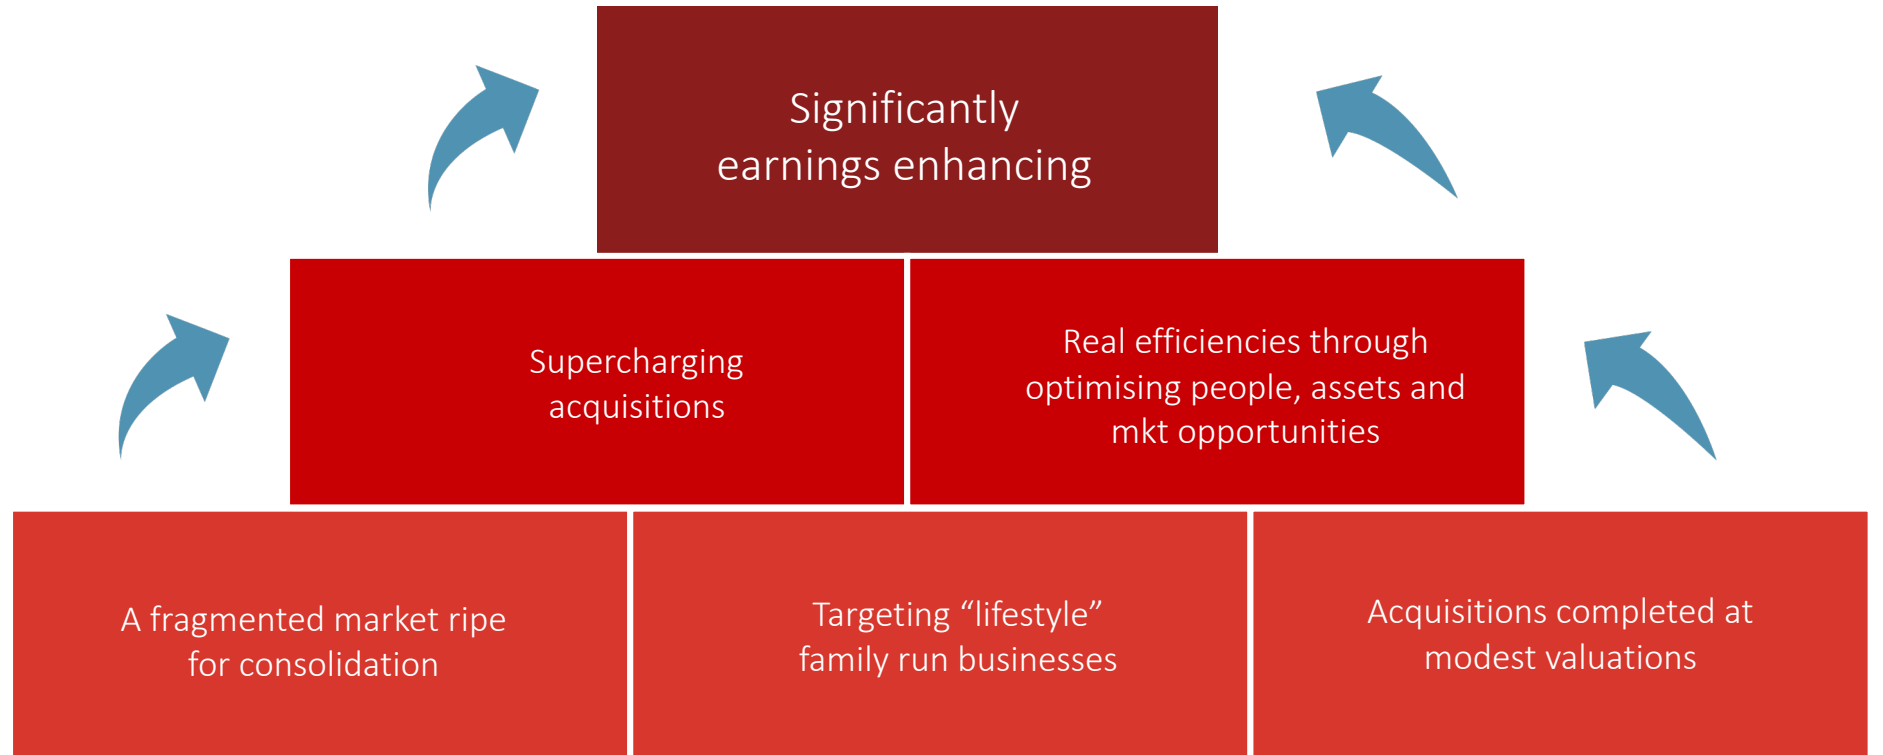 Significantly
earnings enhancing
Supercharging
acquisitions
Real efficiencies through
optimising people, assets and
mkt opportunities
A fragmented market ripe
for consolidation
Targeting “lifestyle”
family run businesses
Acquisitions completed at
modest valuations